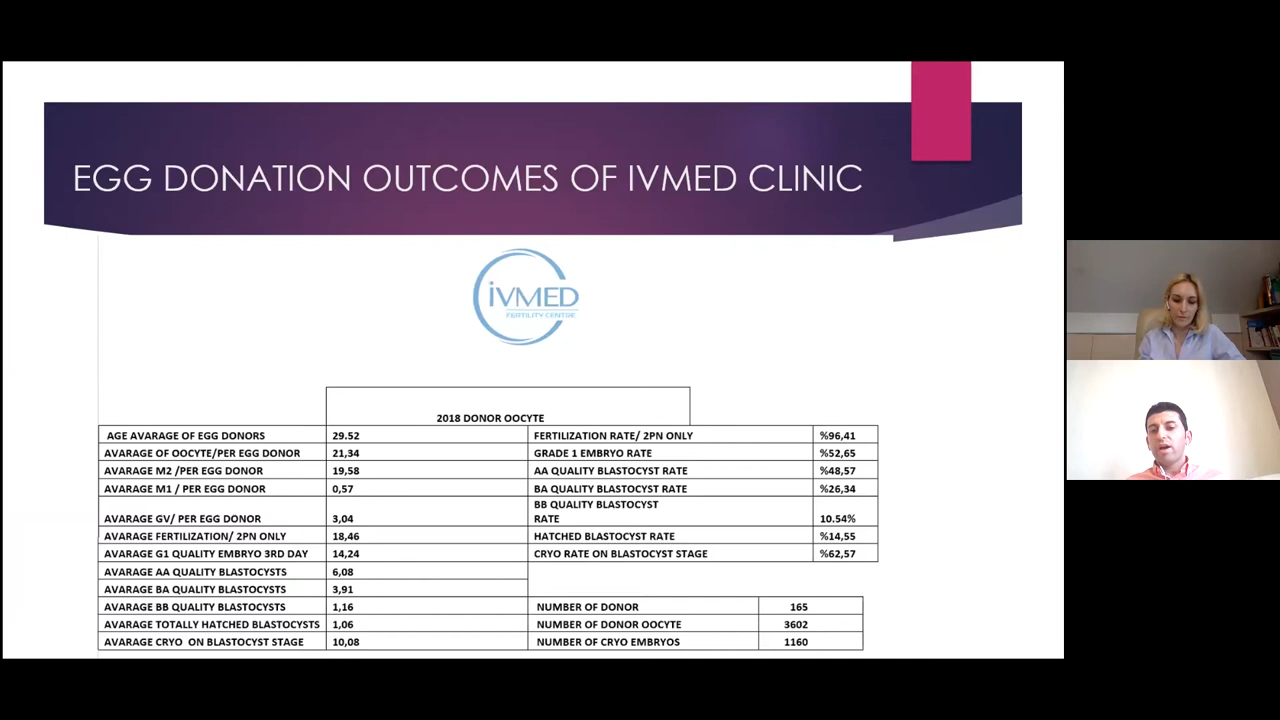 EGG DONATION OUTCOMES OF IVMED CLINIC
iVMED
FERTILITY CENTRE
2018 DONOR OOCYTE
AGE AVARAGE OF EGG DONORS 29.52 FERTILIZATION RATE/ 2PN ONLY %96,41
AVARAGE OF OOCYTE/PER EGG DONOR 21,34 GRADE 1 EMBRYO RATE %52,65
AVARAGE M2 /PER EGG DONOR 19,58 AA QUALITY BLASTOCYST RATE %48,57
AVARAGE M1 / PER EGG DONOR 0,57 BA QUALITY BLASTOCYST RATE %26,34
BB QUALITY BLASTOCYST
AVARAGE GV/ PER EGG DONOR 3,04 RATE 10.54%
AVARAGE FERTILIZATION/ 2PN ONLY 18,46 HATCHED BLASTOCYST RATE %14,55
AVARAGE G1 QUALITY EMBRYO 3RD DAY 14,24 CRYO RATE ON BLASTOCYST STAGE %62,57
AVARAGE AA QUALITY BLASTOCYSTS 6,08
AVARAGE BA QUALITY BLASTOCYSTS 3,91
AVARAGE BB QUALITY BLASTOCYSTS 1,16 NUMBER OF DONOR 165
AVARAGE TOTALLY HATCHED BLASTOCYSTS 1,06 NUMBER OF DONOR OOCYTE 3602
AVARAGE CRYO ON BLASTOCYST STAGE 10,08 NUMBER OF CRYO EMBRYOS 1160